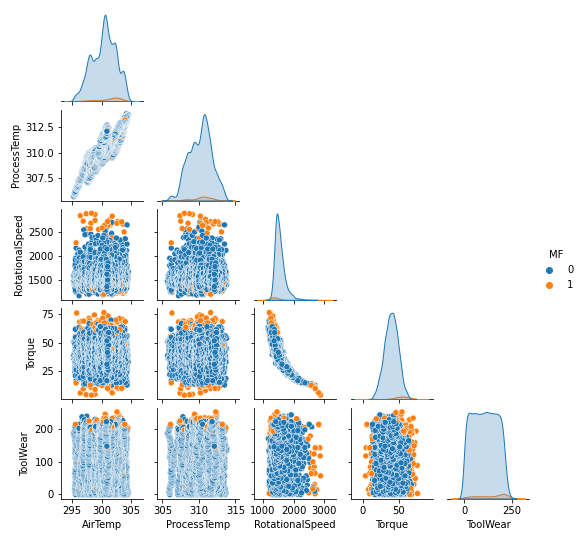 ProcessTemp
312.5
310.0
307.5
RotationalSpeed
2500
2000
1500
MF
0
1
Torque
75
50
25
ToolWear
200
100
0
295 300 305
305 310 315
1000 2000 3000
0 50
0 250
AirTemp ProcessTemp RotationalSpeed Torque ToolWear